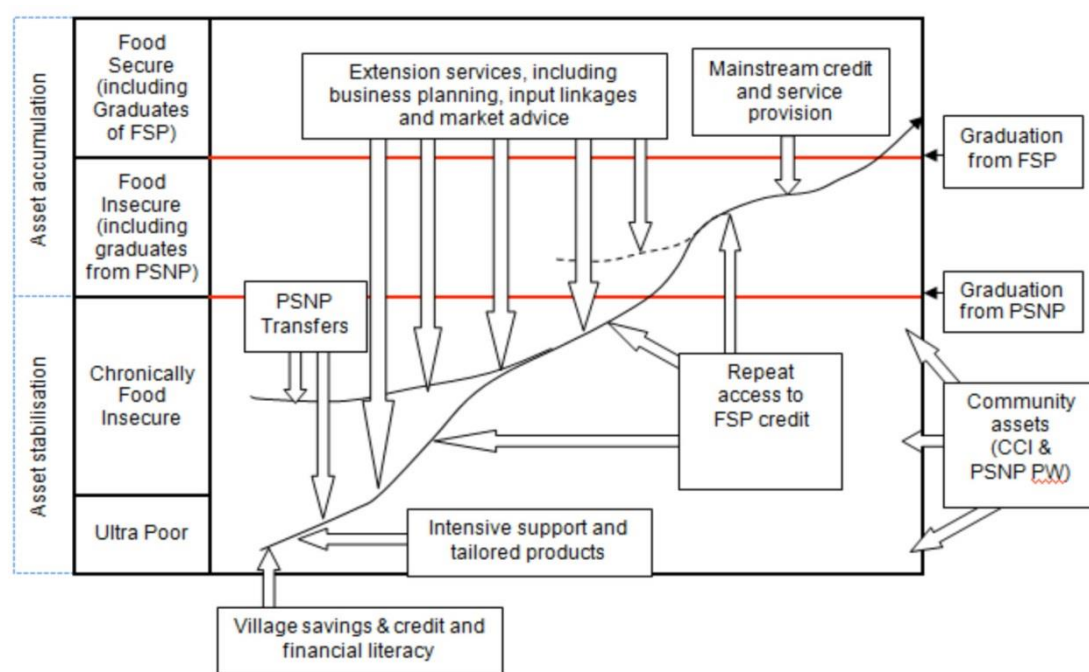 Asset accumulation
Asset stabilisation
Food
Secure
(including
Graduates
of FSP)
Food
Insecure
(including
graduates
from PSNP)
Chronically
Food
Insecure
Ultra Poor
Extension services, including
business planning, input linkages
and market advice
Mainstream credit
and service
provision
PSNP
Transfers
Repeat
access to
FSP credit
Intensive support and
tailored products
Village savings & credit and
financial literacy
Graduation
from FSP
Graduation
from PSNP
Community
assets
(CCI &
PSNP PW)